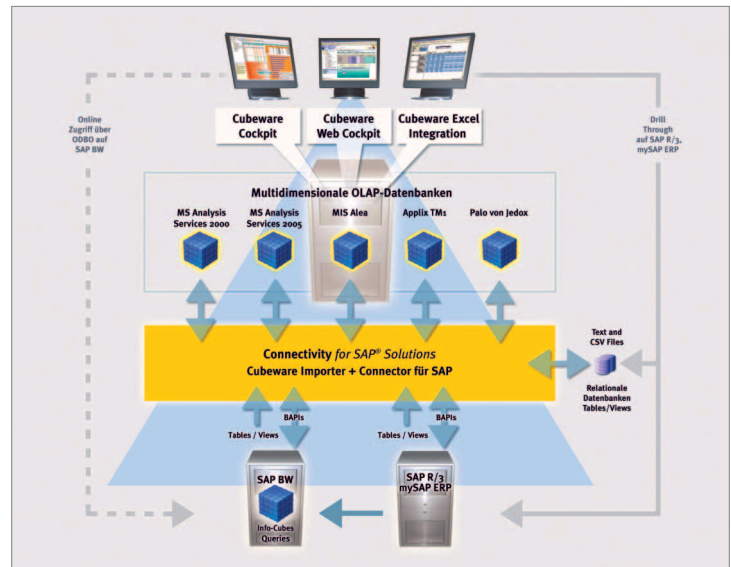 Cubeware
Cockpit
Cubeware
Web Cockpit
Cubeware Excel
Integration
Online
Zugriff über
ODBO auf
SAP BW
Drill
Through
auf SAP R/3,
mySAP ERP
Multidimensionale OLAP-Datenbanken
MS Analysis
Services 2000
MS Analysis
Services 2005
MIS Alea
Applix TM1
Palo von Jedox
Connectivity for SAP® Solutions
Cubeware Importer + Connector für SAP
Text and
CSV Files
Relationale
Datenbanken
Tables/Views
Tables / Views
BAPIs
Tables / Views
BAPIs
SAP BW
Info-Cubes
Queries
SAP R/3
mySAP ERP